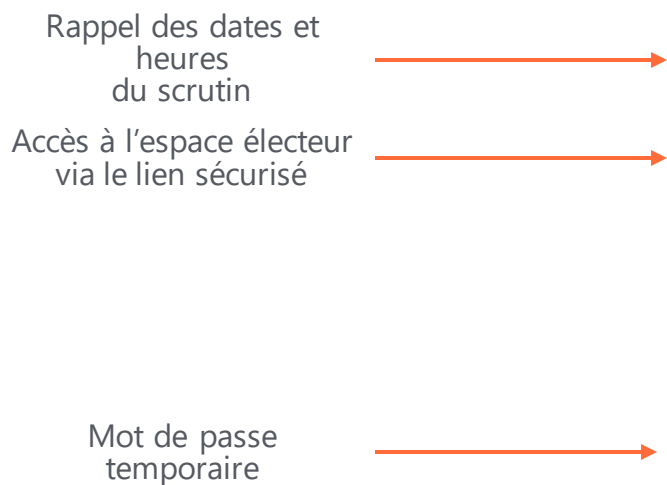 Rappel des dates et
heures
du scrutin
Accès à l’espace électeur
via le lien sécurisé
Mot de passe
temporaire